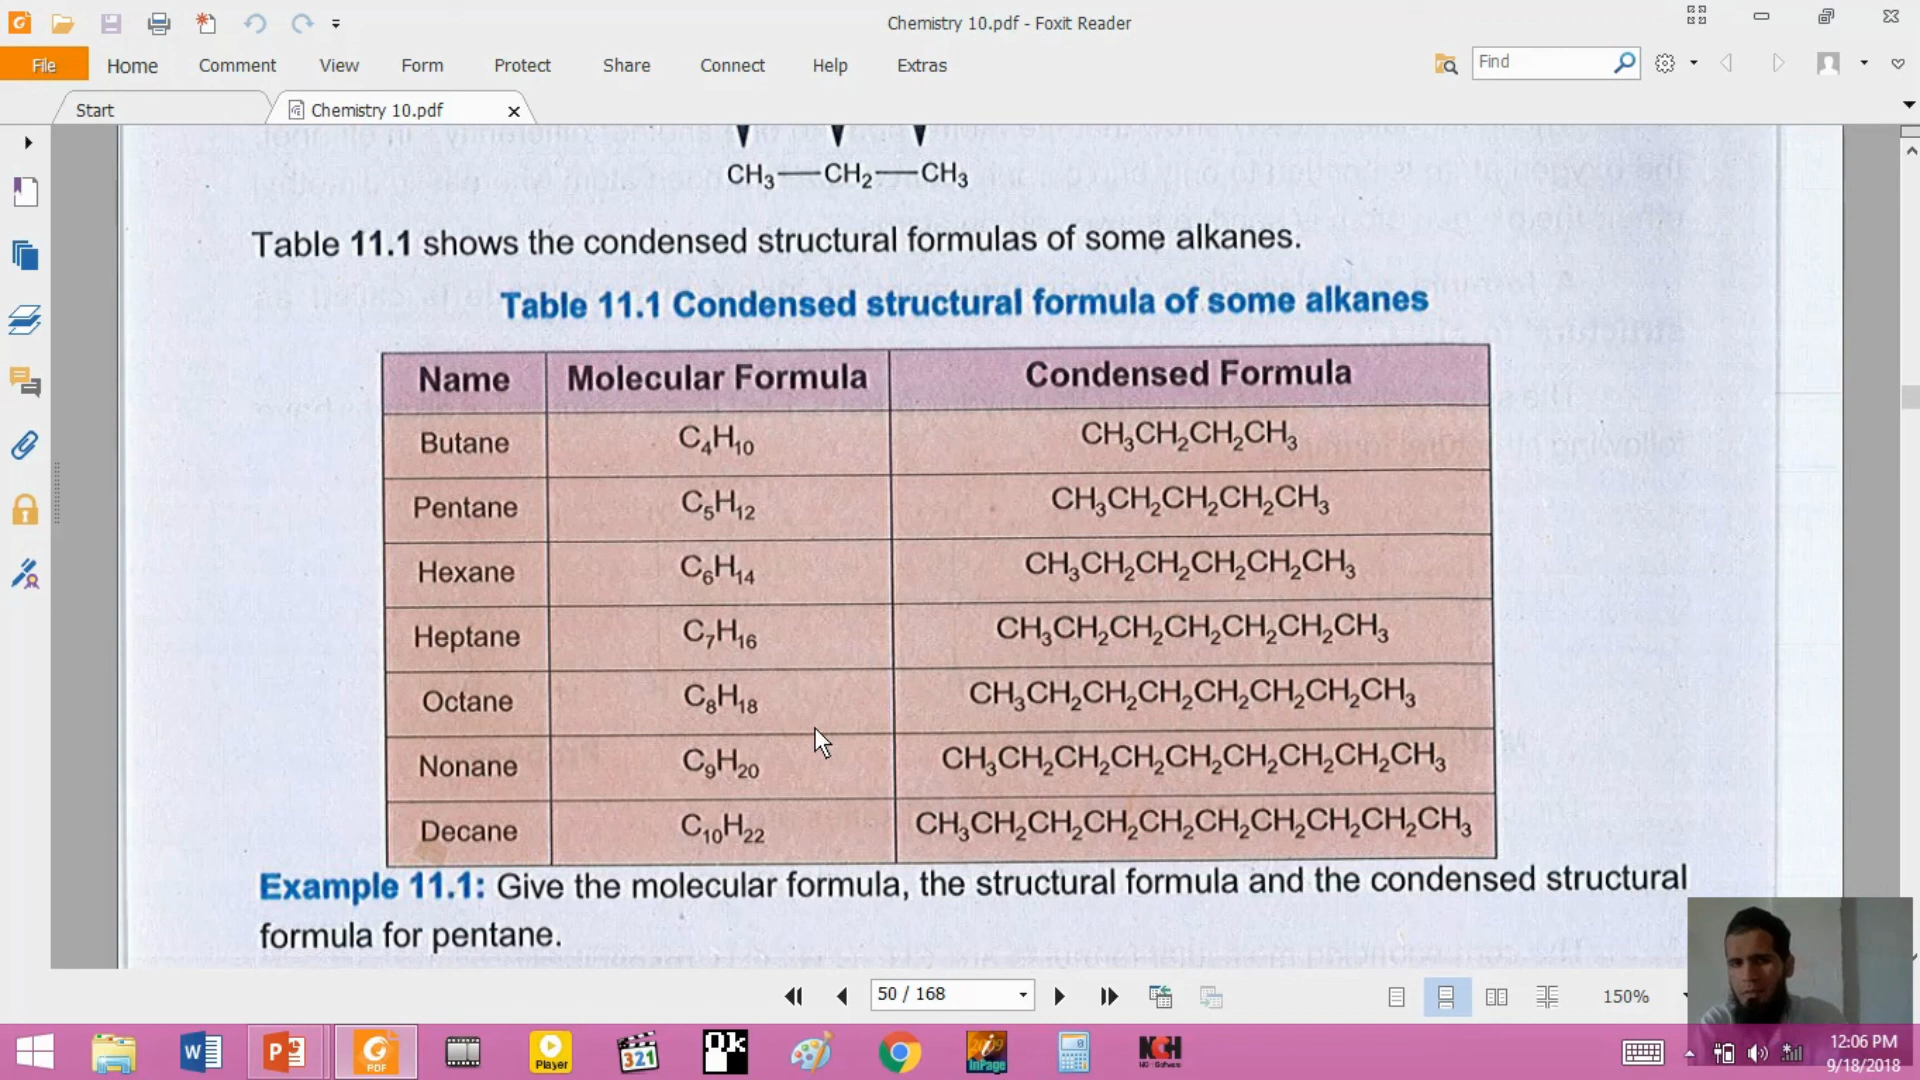 Chemistry 10.pdf - Foxit Reader
File Home Comment View Form Protect Share Connect Help Extras
Find
Start
Chemistry 10.pdf
CH₃—CH₂—CH₃
Table 11.1 shows the condensed structural formulas of some alkanes.
Table 11.1 Condensed structural formula of some alkanes
Name Molecular Formula Condensed Formula
Butane C₄H₁₀ CH₃CH₂CH₂CH₃
Pentane C₅H₁₂ CH₃CH₂CH₂CH₂CH₃
Hexane C₆H₁₄ CH₃CH₂CH₂CH₂CH₂CH₃
Heptane C₇H₁₆ CH₃CH₂CH₂CH₂CH₂CH₂CH₃
Octane C₈H₁₈ CH₃CH₂CH₂CH₂CH₂CH₂CH₂CH₃
Nonane C₉H₂₀ CH₃CH₂CH₂CH₂CH₂CH₂CH₂CH₂CH₃
Decane C₁₀H₂₂ CH₃CH₂CH₂CH₂CH₂CH₂CH₂CH₂CH₂CH₃
Example 11.1: Give the molecular formula, the structural formula and the condensed structural
formula for pentane.
50 / 168
150%
PDF
Player
321
InPage
NCH
12:06 PM
9/18/2018